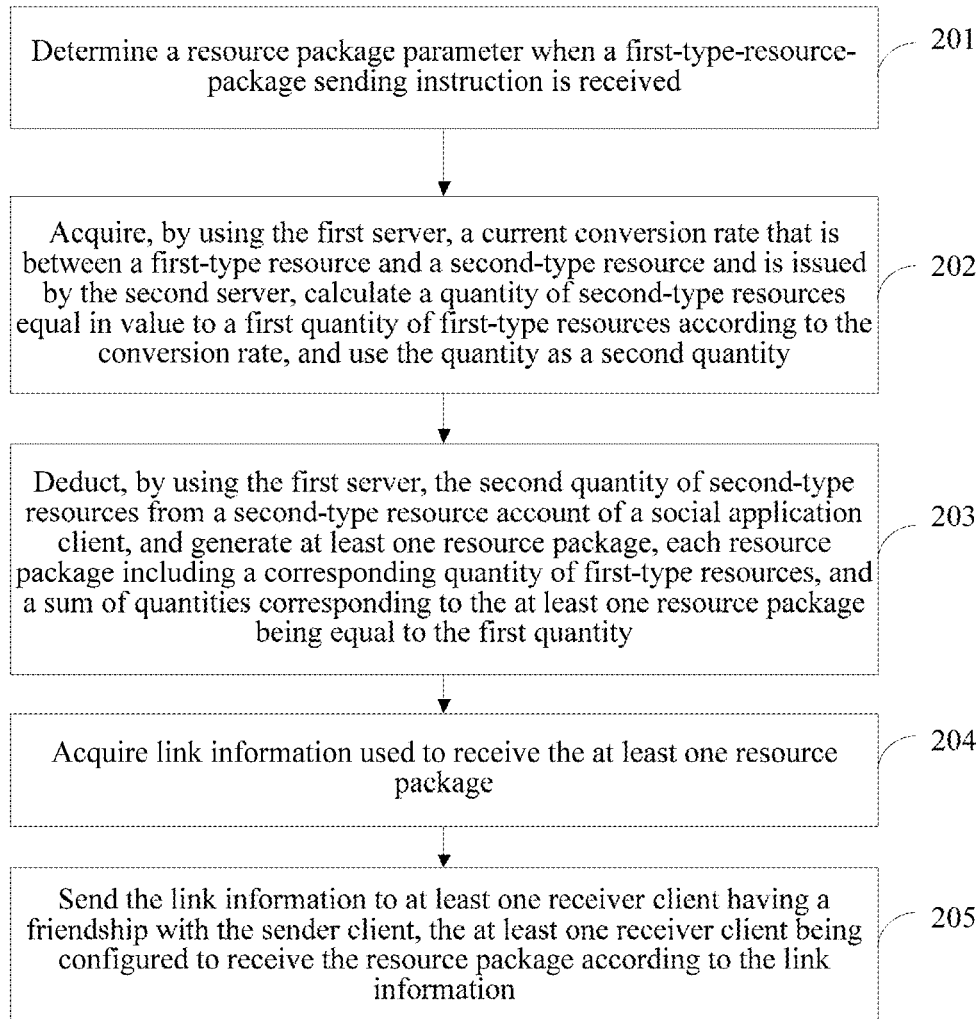 Determine a resource package parameter when a first-type-resource-
package sending instruction is received
201
Acquire, by using the first server, a current conversion rate that is
between a first-type resource and a second-type resource and is issued
by the second server, calculate a quantity of second-type resources
equal in value to a first quantity of first-type resources according to the
conversion rate, and use the quantity as a second quantity
202
Deduct, by using the first server, the second quantity of second-type
resources from a second-type resource account of a social application
client, and generate at least one resource package, each resource
package including a corresponding quantity of first-type resources, and
a sum of quantities corresponding to the at least one resource package
being equal to the first quantity
203
Acquire link information used to receive the at least one resource
package
204
Send the link information to at least one receiver client having a
friendship with the sender client, the at least one receiver client being
configured to receive the resource package according to the link
information
205